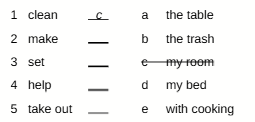 1 clean c a the table
2 make b the trash
3 set c my room
4 help d my bed
5 take out e with cooking